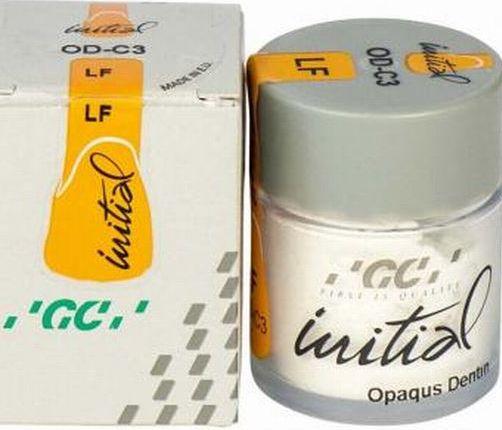 initial
OD-C3
LF
MADE IN E.U.
LF
initial
GC
initial
OD-C3
LF
LF
C3
GC
FIRST IS QUALITY
initial
Opaqus Dentin